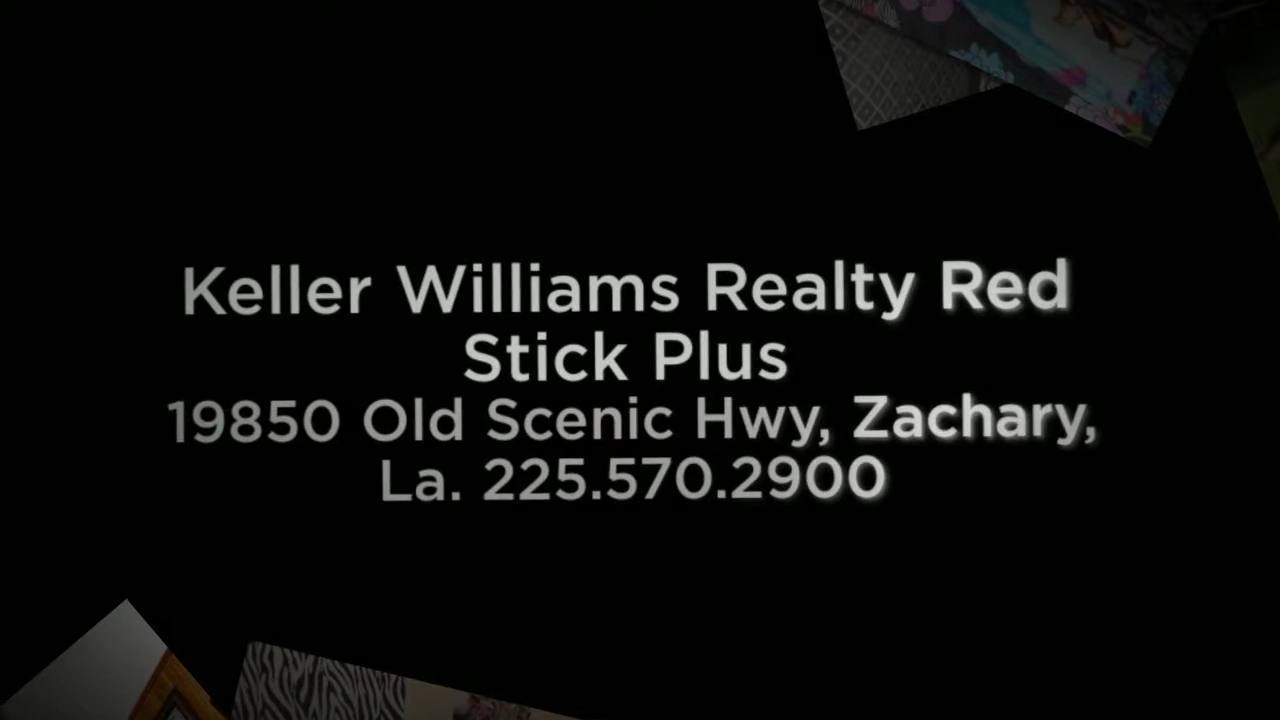 Keller Williams Realty Red
Stick Plus
19850 Old Scenic Hwy, Zachary,
La. 225.570.2900